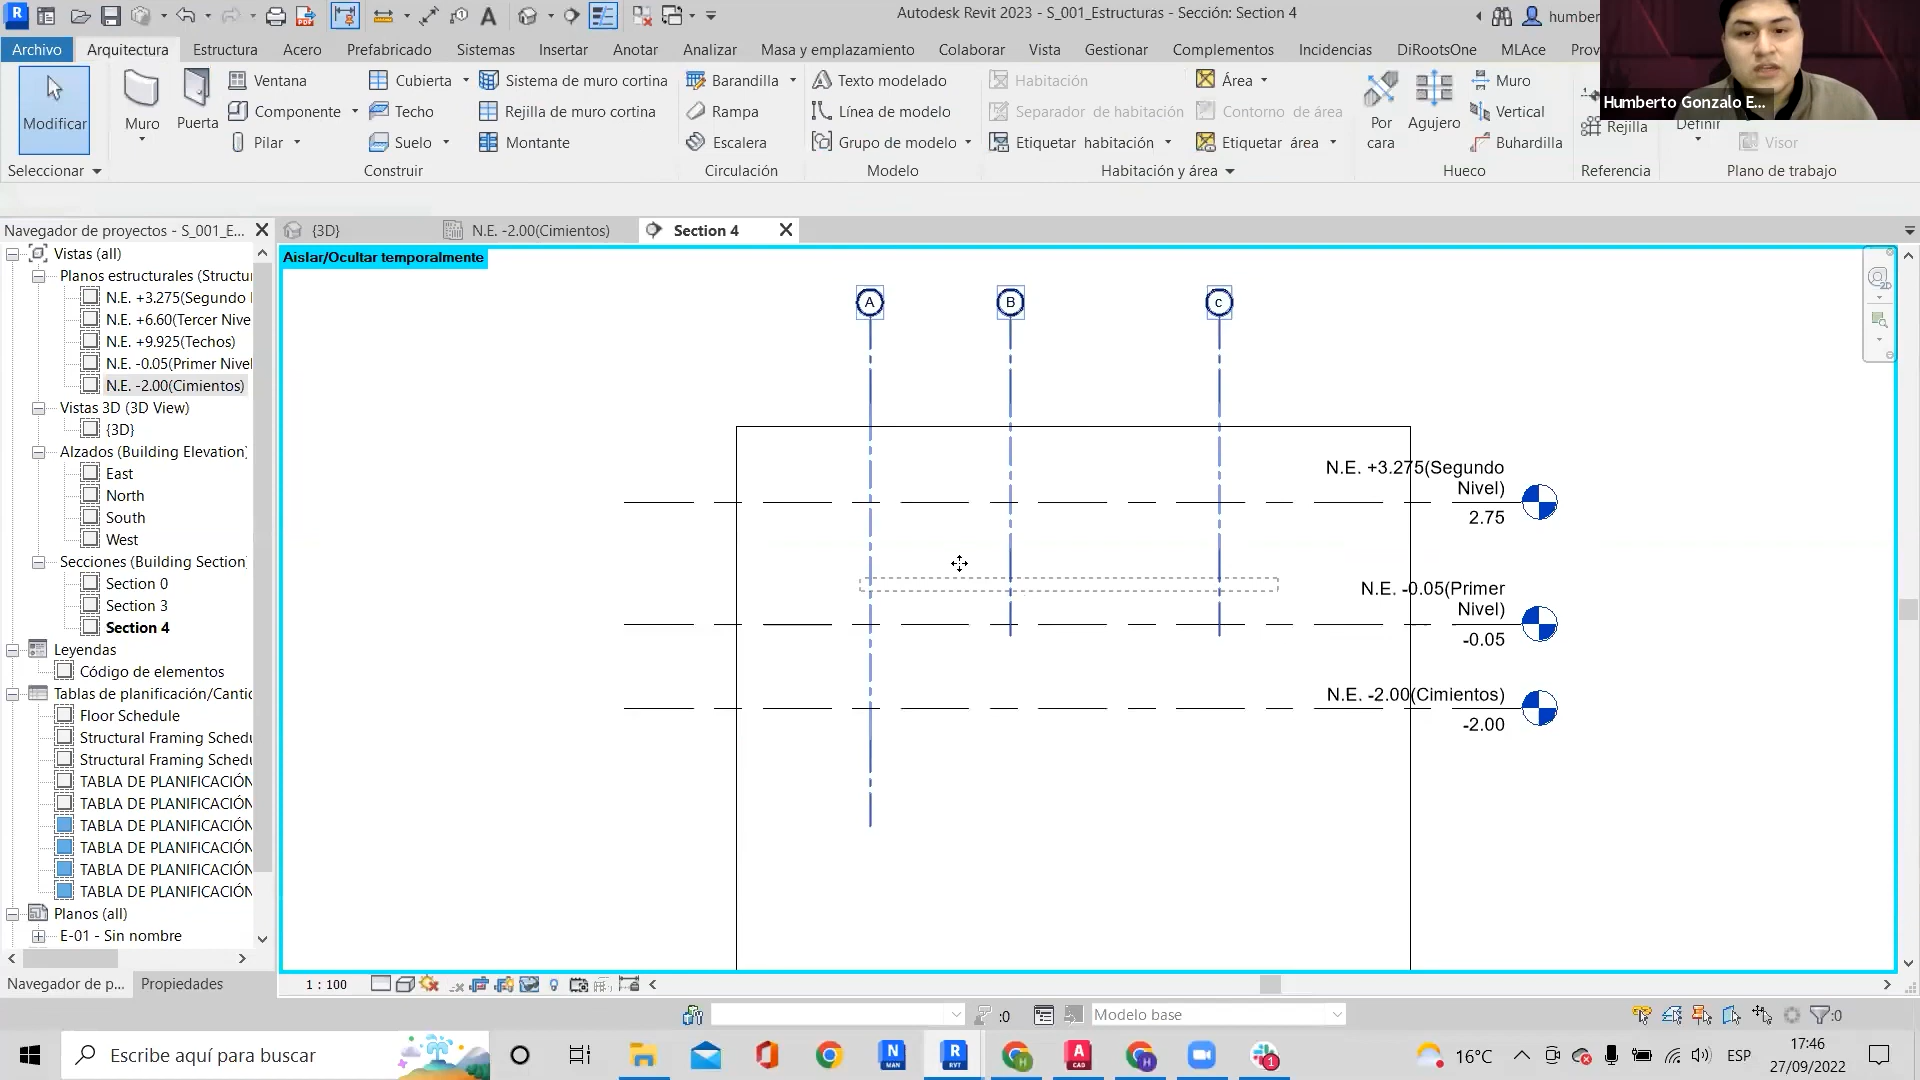 Autodesk Revit 2023 - S_001_Estructuras - Sección: Section 4
Archivo Arquitectura Estructura Acero Prefabricado Sistemas Insertar Anotar Analizar Masa y emplazamiento Colaborar Vista Gestionar Complementos Incidencias DiRootsOne MLAce
Humberto Gonzalo E...
Modificar
Muro
Puerta
Ventana
Componente
Pilar
Cubierta
Techo
Suelo
Sistema de muro cortina
Rejilla de muro cortina
Montante
Barandilla
Rampa
Escalera
Texto modelado
Línea de modelo
Grupo de modelo
Habitación
Separador de habitación
Etiquetar habitación
Área
Contorno de área
Etiquetar área
Por
cara
Agujero
Muro
Vertical
Buhardilla
Rejilla
Definir
Visor
Seleccionar Construir Circulación Modelo Habitación y área Hueco Referencia Plano de trabajo
Navegador de proyectos - S_001_E...
{3D}
N.E. -2.00(Cimientos)
Section 4
Aislar/Ocultar temporalmente
Vistas (all)
Planos estructurales (Structu
N.E. +3.275(Segundo
N.E. +6.60(Tercer Nive
N.E. +9.925(Techos)
N.E. -0.05(Primer Nive
N.E. -2.00(Cimientos)
Vistas 3D (3D View)
{3D}
Alzados (Building Elevation)
East
North
South
West
Secciones (Building Section)
Section 0
Section 3
Section 4
Leyendas
Código de elementos
Tablas de planificación/Cantic
Floor Schedule
Structural Framing Schedu
Structural Framing Schedu
TABLA DE PLANIFICACIÓN
TABLA DE PLANIFICACIÓN
TABLA DE PLANIFICACIÓN
TABLA DE PLANIFICACIÓN
TABLA DE PLANIFICACIÓN
TABLA DE PLANIFICACIÓN
Planos (all)
E-01 - Sin nombre
Navegador de p...
Propiedades
A B c
N.E. +3.275(Segundo
Nivel)
2.75
N.E. -0.05(Primer
Nivel)
-0.05
N.E. -2.00(Cimientos)
-2.00
1 : 100
:0
Modelo base
:0
Escribe aquí para buscar
16°C
ESP
17:46
27/09/2022